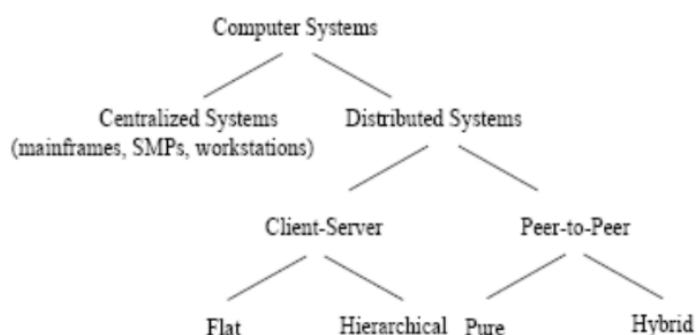 Computer Systems
Centralized Systems
(mainframes, SMPs, workstations)
Distributed Systems
Client-Server
Peer-to-Peer
Flat
Hierarchical
Pure
Hybrid